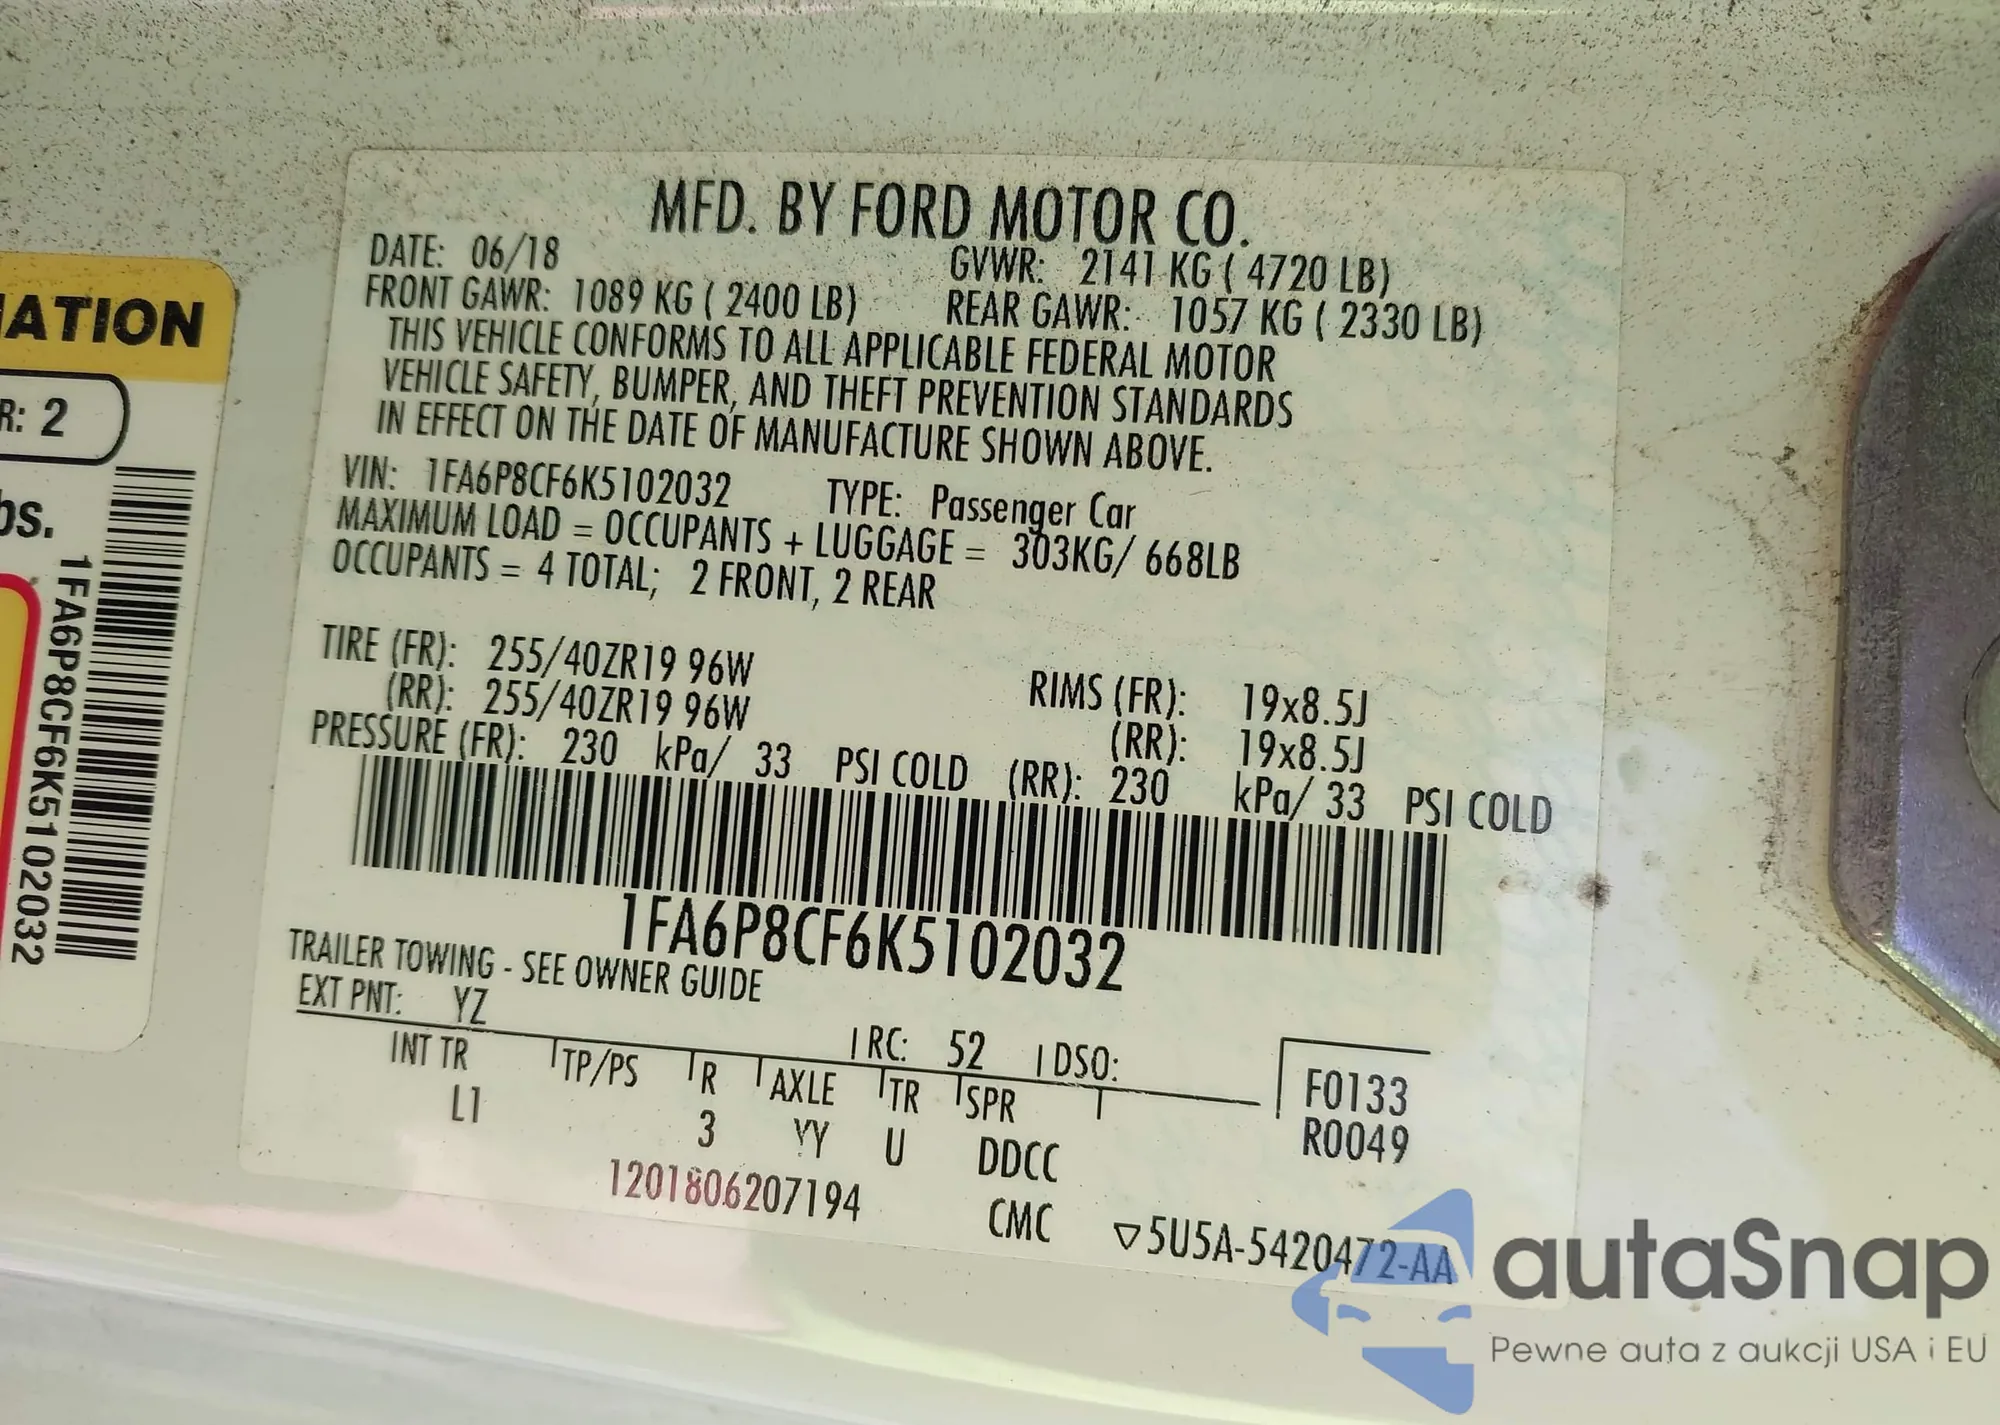 MFD. BY FORD MOTOR CO.
DATE: 06/18 GVWR: 2141 KG ( 4720 LB)
FRONT GAWR: 1089 KG ( 2400 LB) REAR GAWR: 1057 KG ( 2330 LB)
THIS VEHICLE CONFORMS TO ALL APPLICABLE FEDERAL MOTOR
VEHICLE SAFETY, BUMPER, AND THEFT PREVENTION STANDARDS
IN EFFECT ON THE DATE OF MANUFACTURE SHOWN ABOVE.
VIN: 1FA6P8CF6K5102032 TYPE: Passenger Car
MAXIMUM LOAD = OCCUPANTS + LUGGAGE = 303KG/ 668LB
OCCUPANTS = 4 TOTAL; 2 FRONT, 2 REAR
TIRE (FR): 255/40ZR19 96W RIMS (FR): 19x8.5J
(RR): 255/40ZR19 96W (RR): 19x8.5J
PRESSURE (FR): 230 kPa/ 33 PSI COLD (RR): 230 kPa/ 33 PSI COLD
1FA6P8CF6K5102032
TRAILER TOWING - SEE OWNER GUIDE
EXT PNT: YZ RC: 52 DSO:
INT TR TP/PS R AXLE TR SPR
L1 3 YY U DDCC
F0133
R0049
1201806207194 CMC ▽5U5A-5420472-AA
ATION
R: 2
bs.
1FA6P8CF6K5102032
autaSnap
Pewne auta z aukcji USA i EU